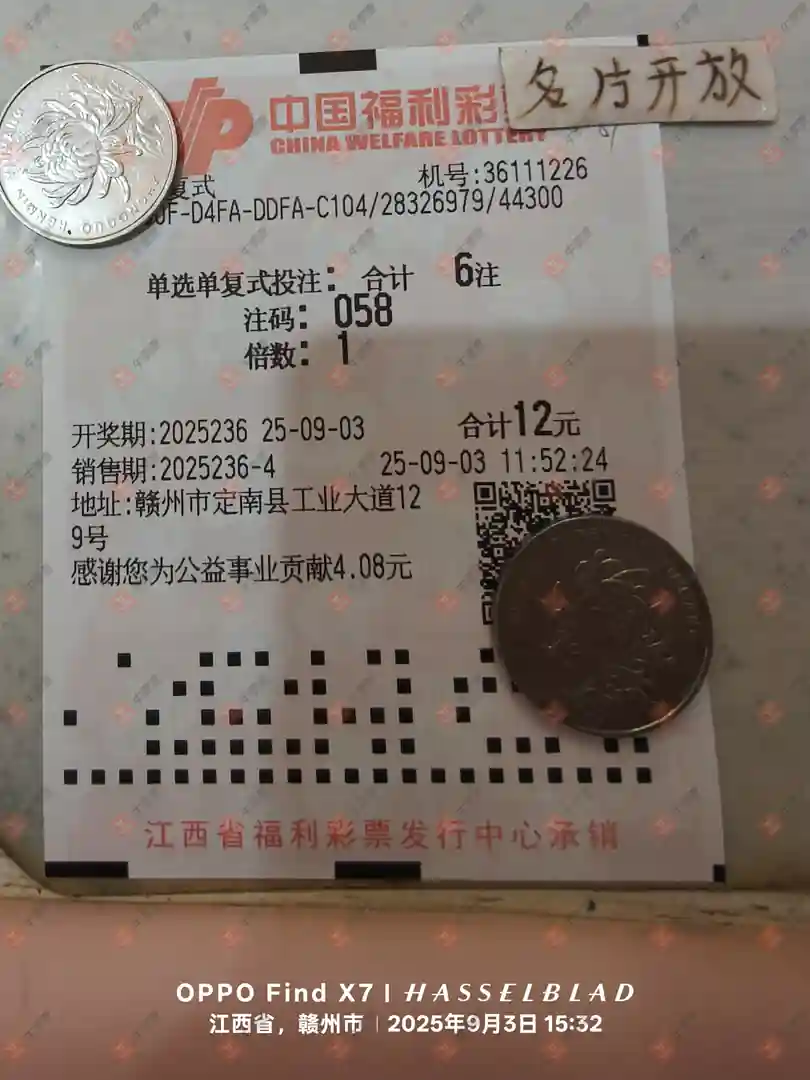 名片开放
中国福利彩
CHINA WELFARE LOTTERY
复式
机号:36111226
0F-D4FA-DDFA-C104/28326979/44300
单选单复式投注: 合计 6注
注码: 058
倍数: 1
开奖期:2025236 25-09-03 合计12元
销售期:2025236-4 25-09-03 11:52:24
地址:赣州市定南县工业大道12
9号
感谢您为公益事业贡献4.08元
江西省福利彩票发行中心承销
OPPO Find X7 | HASSELBLAD
江西省，赣州市 | 2025年9月3日 15:32